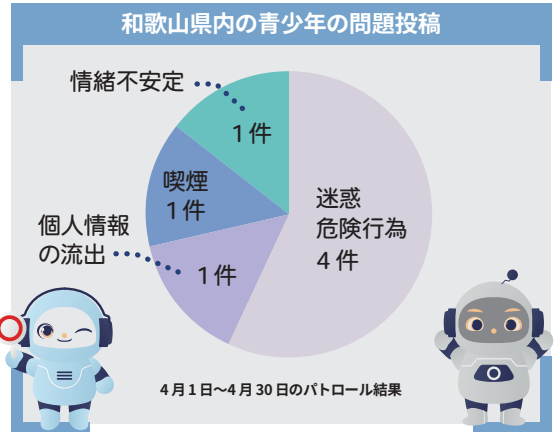 和歌山県内の青少年の問題投稿
情緒不安定
1件
喫煙
1件
個人情報
の流出
1件
迷惑
危険行為
4件
4月1日～4月30日のパトロール結果